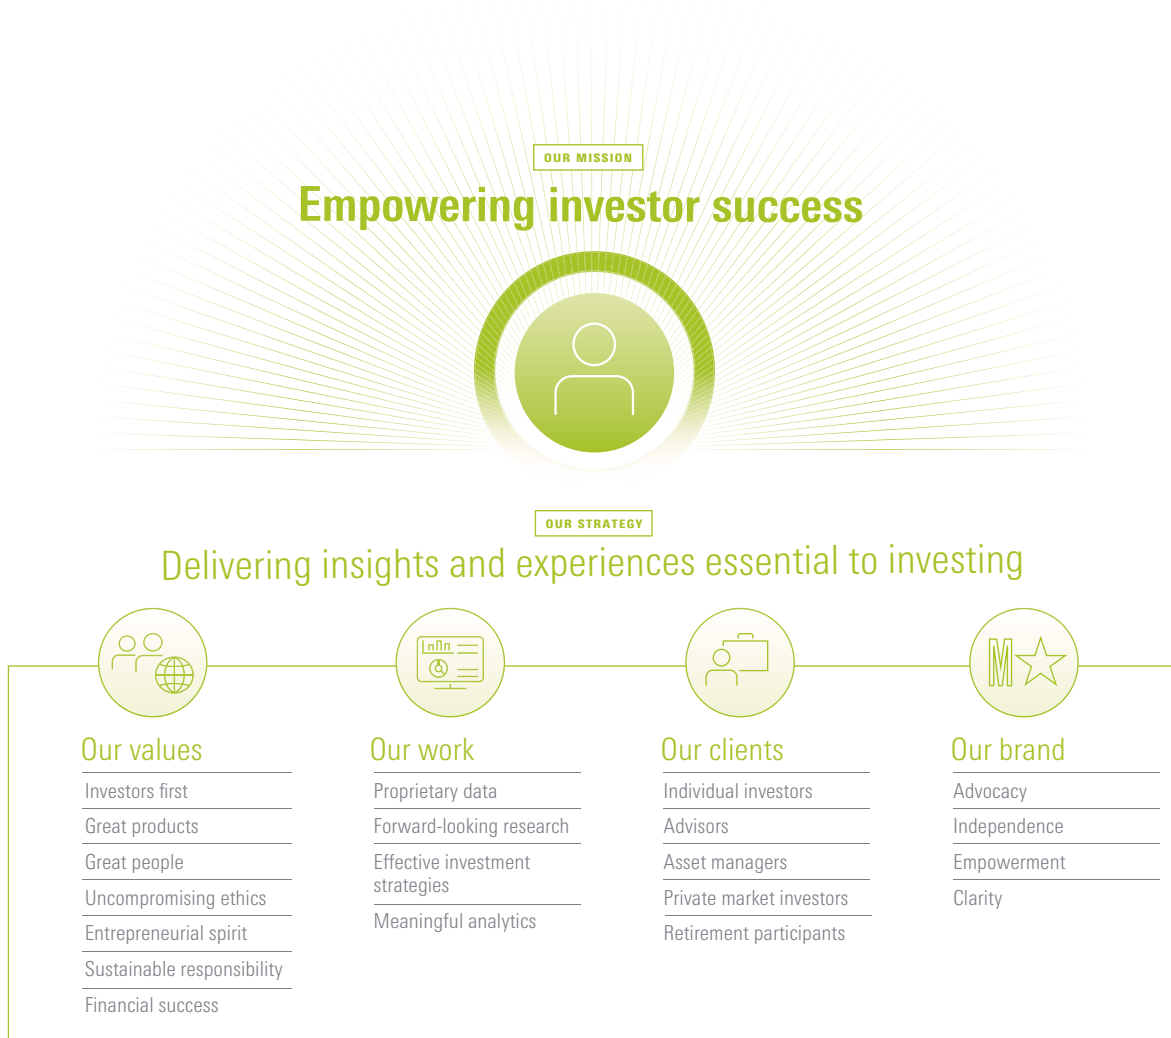 OUR MISSION
Empowering investor success
OUR STRATEGY
Delivering insights and experiences essential to investing
M
Our values
Investors first
Great products
Great people
Uncompromising ethics
Entrepreneurial spirit
Sustainable responsibility
Financial success
Our work
Proprietary data
Forward-looking research
Effective investment
strategies
Meaningful analytics
Our clients
Individual investors
Advisors
Asset managers
Private market investors
Retirement participants
Our brand
Advocacy
Independence
Empowerment
Clarity